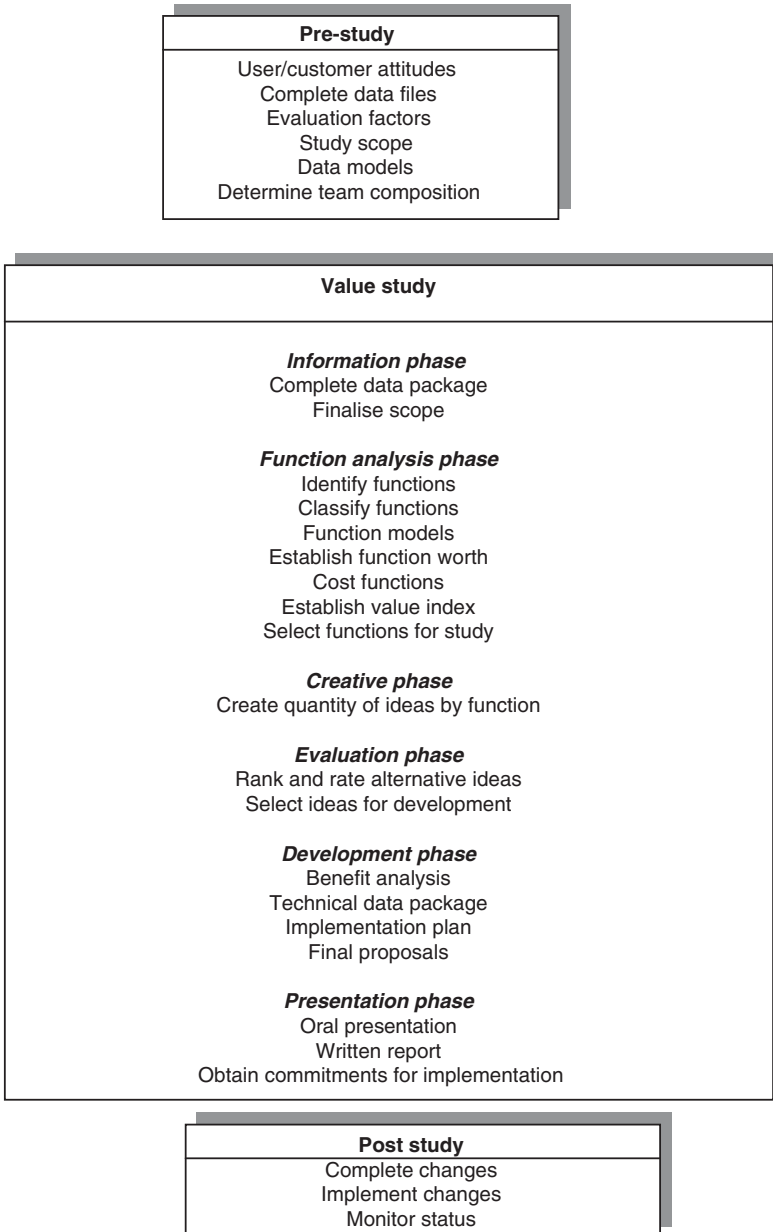 Pre-study
User/customer attitudes
Complete data files
Evaluation factors
Study scope
Data models
Determine team composition
Value study
Information phase
Complete data package
Finalise scope
Function analysis phase
Identify functions
Classify functions
Function models
Establish function worth
Cost functions
Establish value index
Select functions for study
Creative phase
Create quantity of ideas by function
Evaluation phase
Rank and rate alternative ideas
Select ideas for development
Development phase
Benefit analysis
Technical data package
Implementation plan
Final proposals
Presentation phase
Oral presentation
Written report
Obtain commitments for implementation
Post study
Complete changes
Implement changes
Monitor status